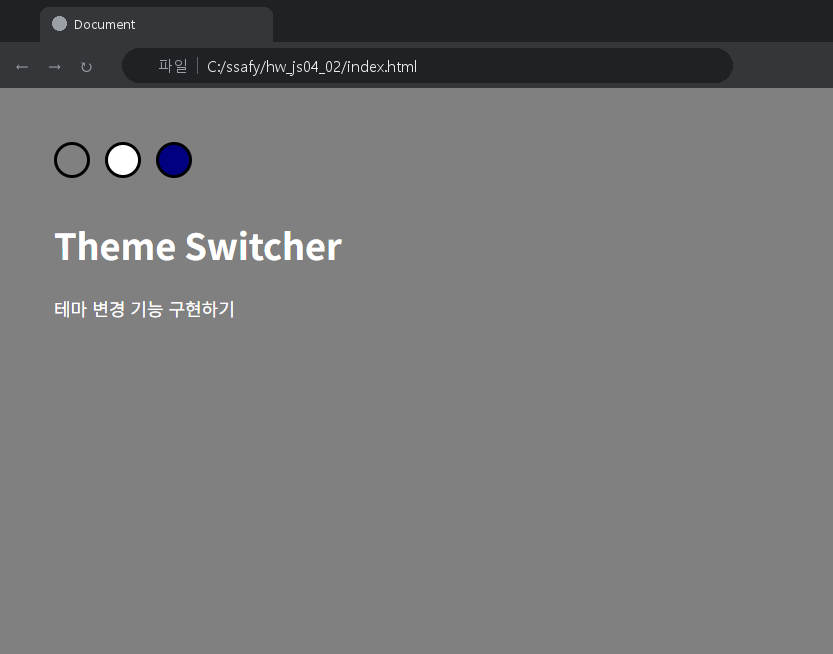 Document
← → ↻ 파일 | C:/ssafy/hw_js04_02/index.html
Theme Switcher
테마 변경 기능 구현하기